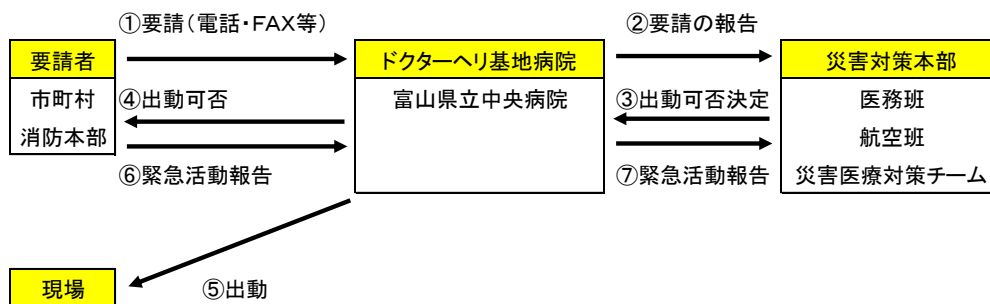 ①要請(電話・FAX等)
②要請の報告
要請者
ドクターヘリ基地病院
災害対策本部
市町村
④出動可否
富山県立中央病院
③出動可否決定
医務班
消防本部
航空班
⑥緊急活動報告
⑦緊急活動報告
災害医療対策チーム
現場
⑤出動